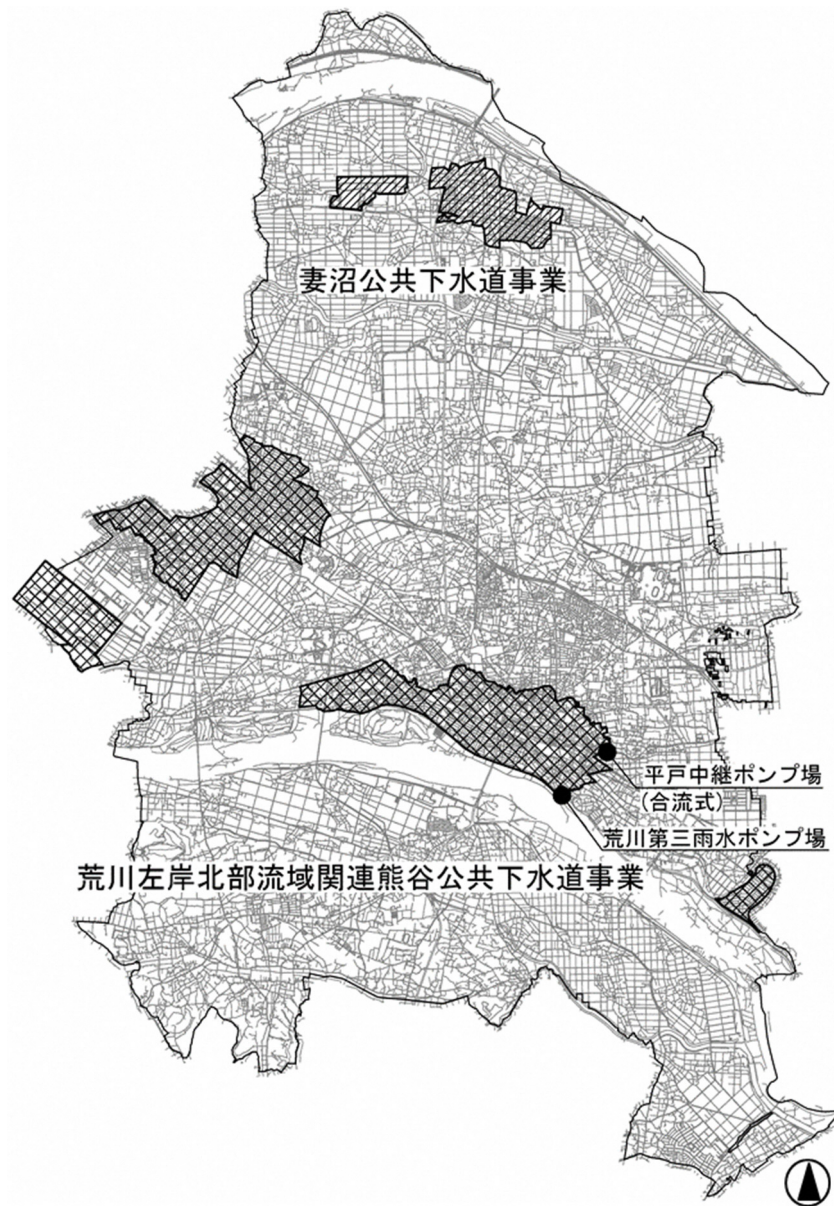 妻沼公共下水道事業
平戸中継ポンプ場
(合流式)
荒川第三雨水ポンプ場
荒川左岸北部流域関連熊谷公共下水道事業